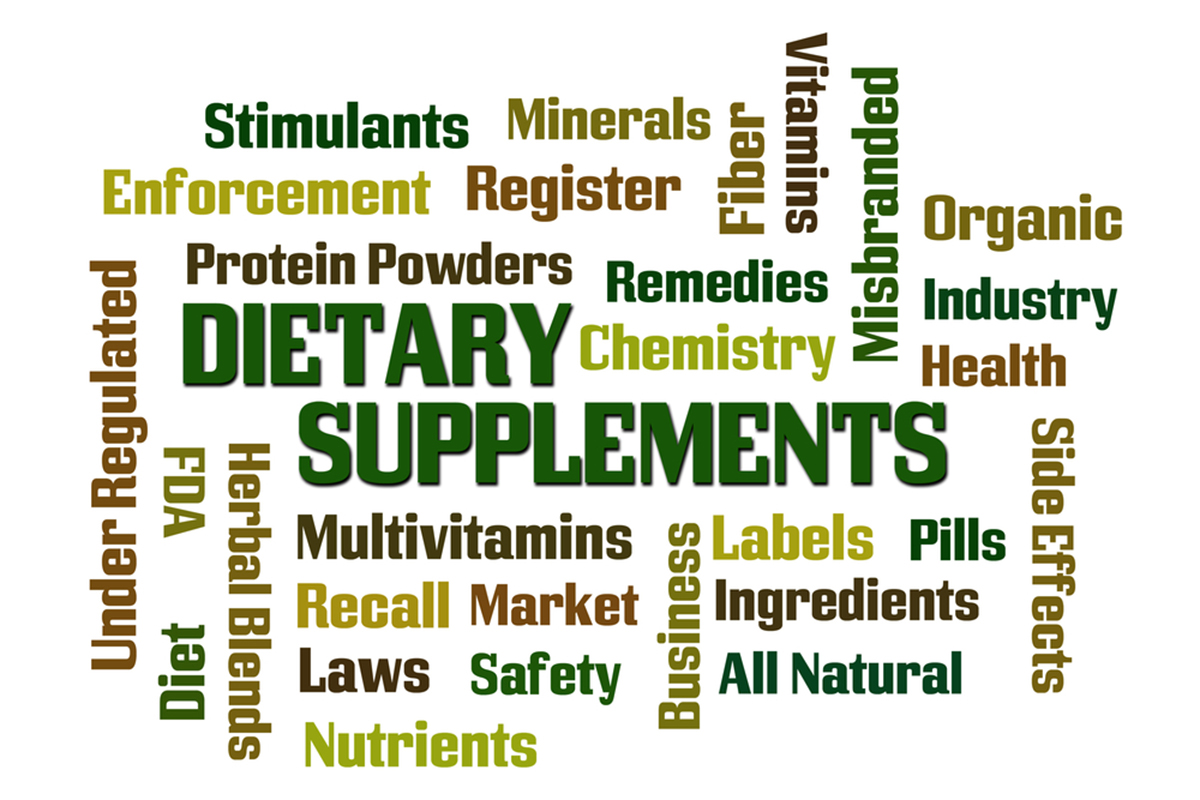 Vitamins
Misbranded
Stimulants
Minerals
Fiber
Enforcement
Register
Organic
Protein Powders
Remedies
Industry
Under Regulated
DIETARY
Chemistry
Health
SUPPLEMENTS
Side Effects
FDA
Herbal Blends
Multivitamins
Business
Labels
Pills
Recall
Market
Ingredients
Diet
Laws
Safety
All Natural
Nutrients